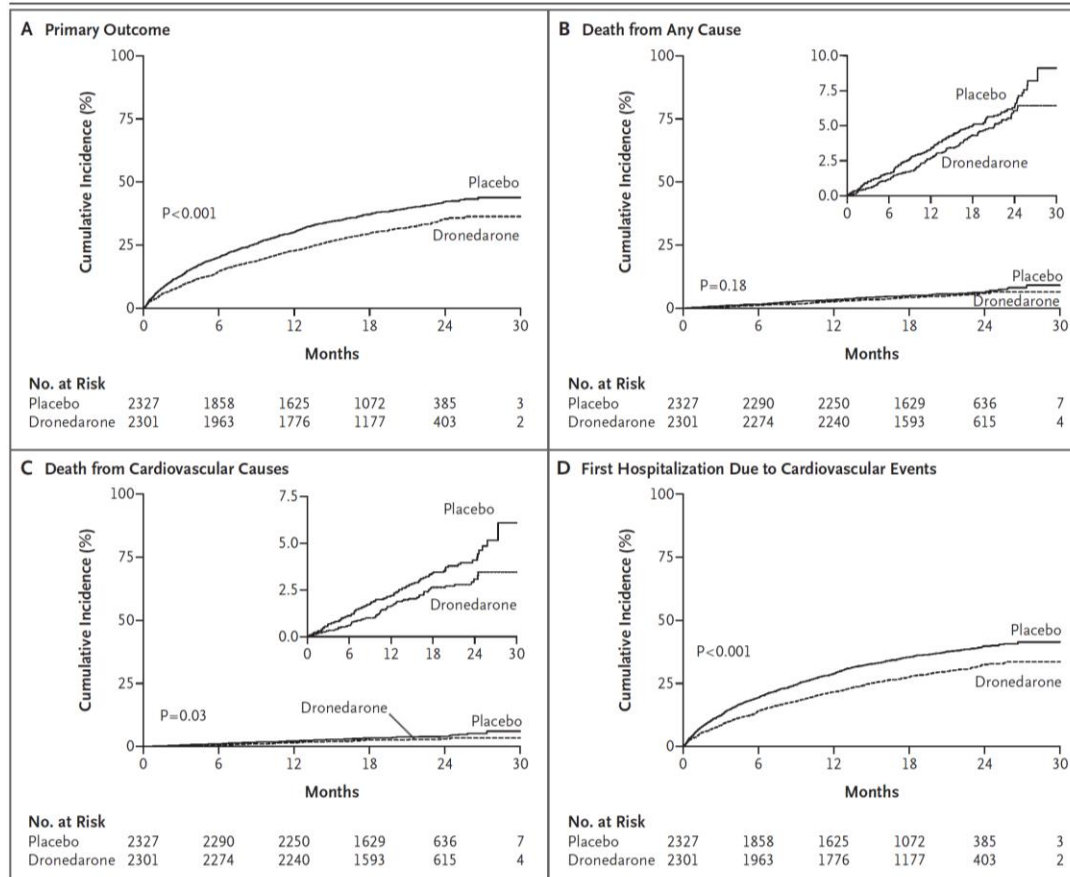 A Primary Outcome
Cumulative Incidence (%)
100
75
50
25
0
P<0.001
Placebo
Dronedarone
0 6 12 18 24 30
Months
No. at Risk
Placebo 2327 1858 1625 1072 385 3
Dronedarone 2301 1963 1776 1177 403 2
B Death from Any Cause
Cumulative Incidence (%)
100
75
50
25
0
10.0
7.5
5.0
2.5
0.0
Placebo
Dronedarone
0 6 12 18 24 30
P=0.18
Placebo
Dronedarone
0 6 12 18 24 30
Months
No. at Risk
Placebo 2327 2290 2250 1629 636 7
Dronedarone 2301 2274 2240 1593 615 4
C Death from Cardiovascular Causes
Cumulative Incidence (%)
100
75
50
25
0
7.5
5.0
2.5
0.0
Placebo
Dronedarone
0 6 12 18 24 30
P=0.03
Dronedarone
Placebo
0 6 12 18 24 30
Months
No. at Risk
Placebo 2327 2290 2250 1629 636 7
Dronedarone 2301 2274 2240 1593 615 4
D First Hospitalization Due to Cardiovascular Events
Cumulative Incidence (%)
100
75
50
25
0
P<0.001
Placebo
Dronedarone
0 6 12 18 24 30
Months
No. at Risk
Placebo 2327 1858 1625 1072 385 3
Dronedarone 2301 1963 1776 1177 403 2